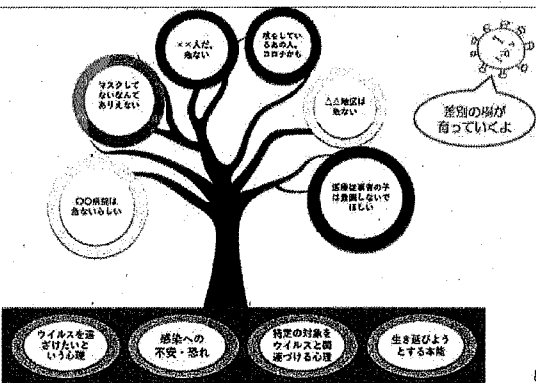 ××人だ、
危ない
咳をしてい
るあの人、
コロナかも
マスクして
ないなんて
ありえない
△△地区は
危ない
差別の樹が
育っていくよ
〇〇病院は
危ないらしい
医療従事者の子
は登園しないで
ほしい
ウイルスを遠
ざけたいと
いう心理
感染への
不安・恐れ
特定の対象を
ウイルスと関
連づける心理
生き延びよう
とする本能